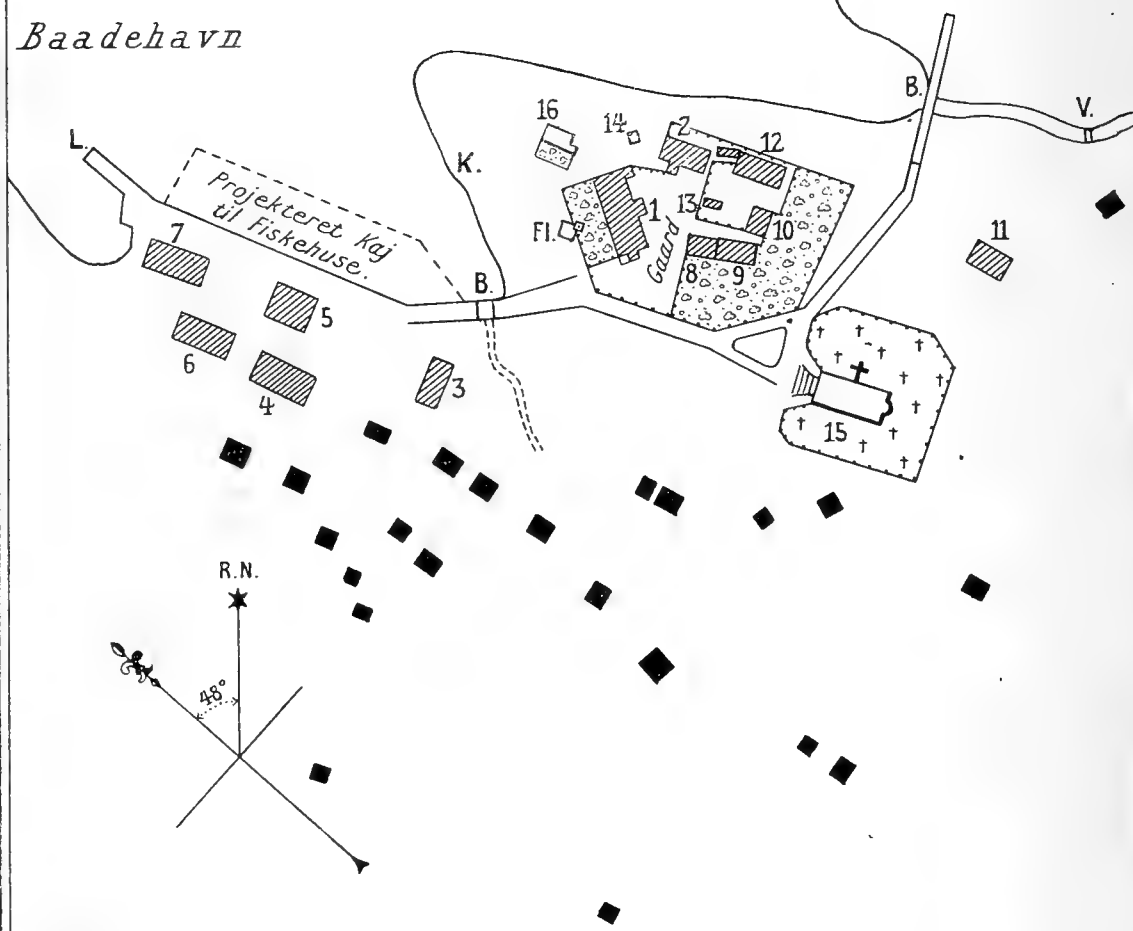 Baadehavn
B.
V.
L.
16
14
2
12
K.
Projekteret Kaj
til Fiskehuse.
1
13
10
Fl.
Gaard
8
9
11
7
B.
5
6
4
3
15
R.N.
48°